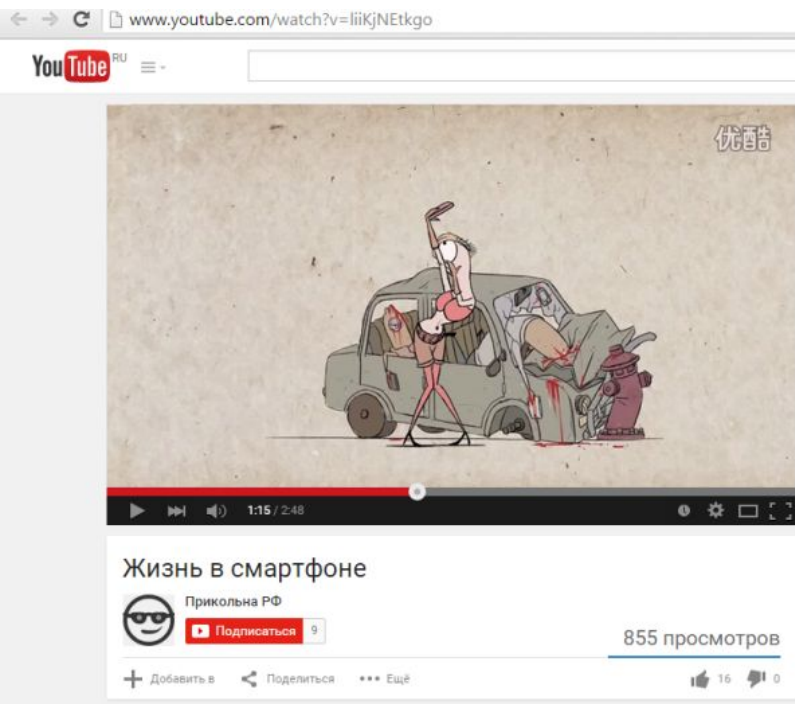 www.youtube.com/watch?v=liiKjNEtkgo
YouTube RU
优酷
1:15 / 2:48
Жизнь в смартфоне
Прикольна РФ
Подписаться 9
855 просмотров
Добавить в Поделиться Ещё 16 0